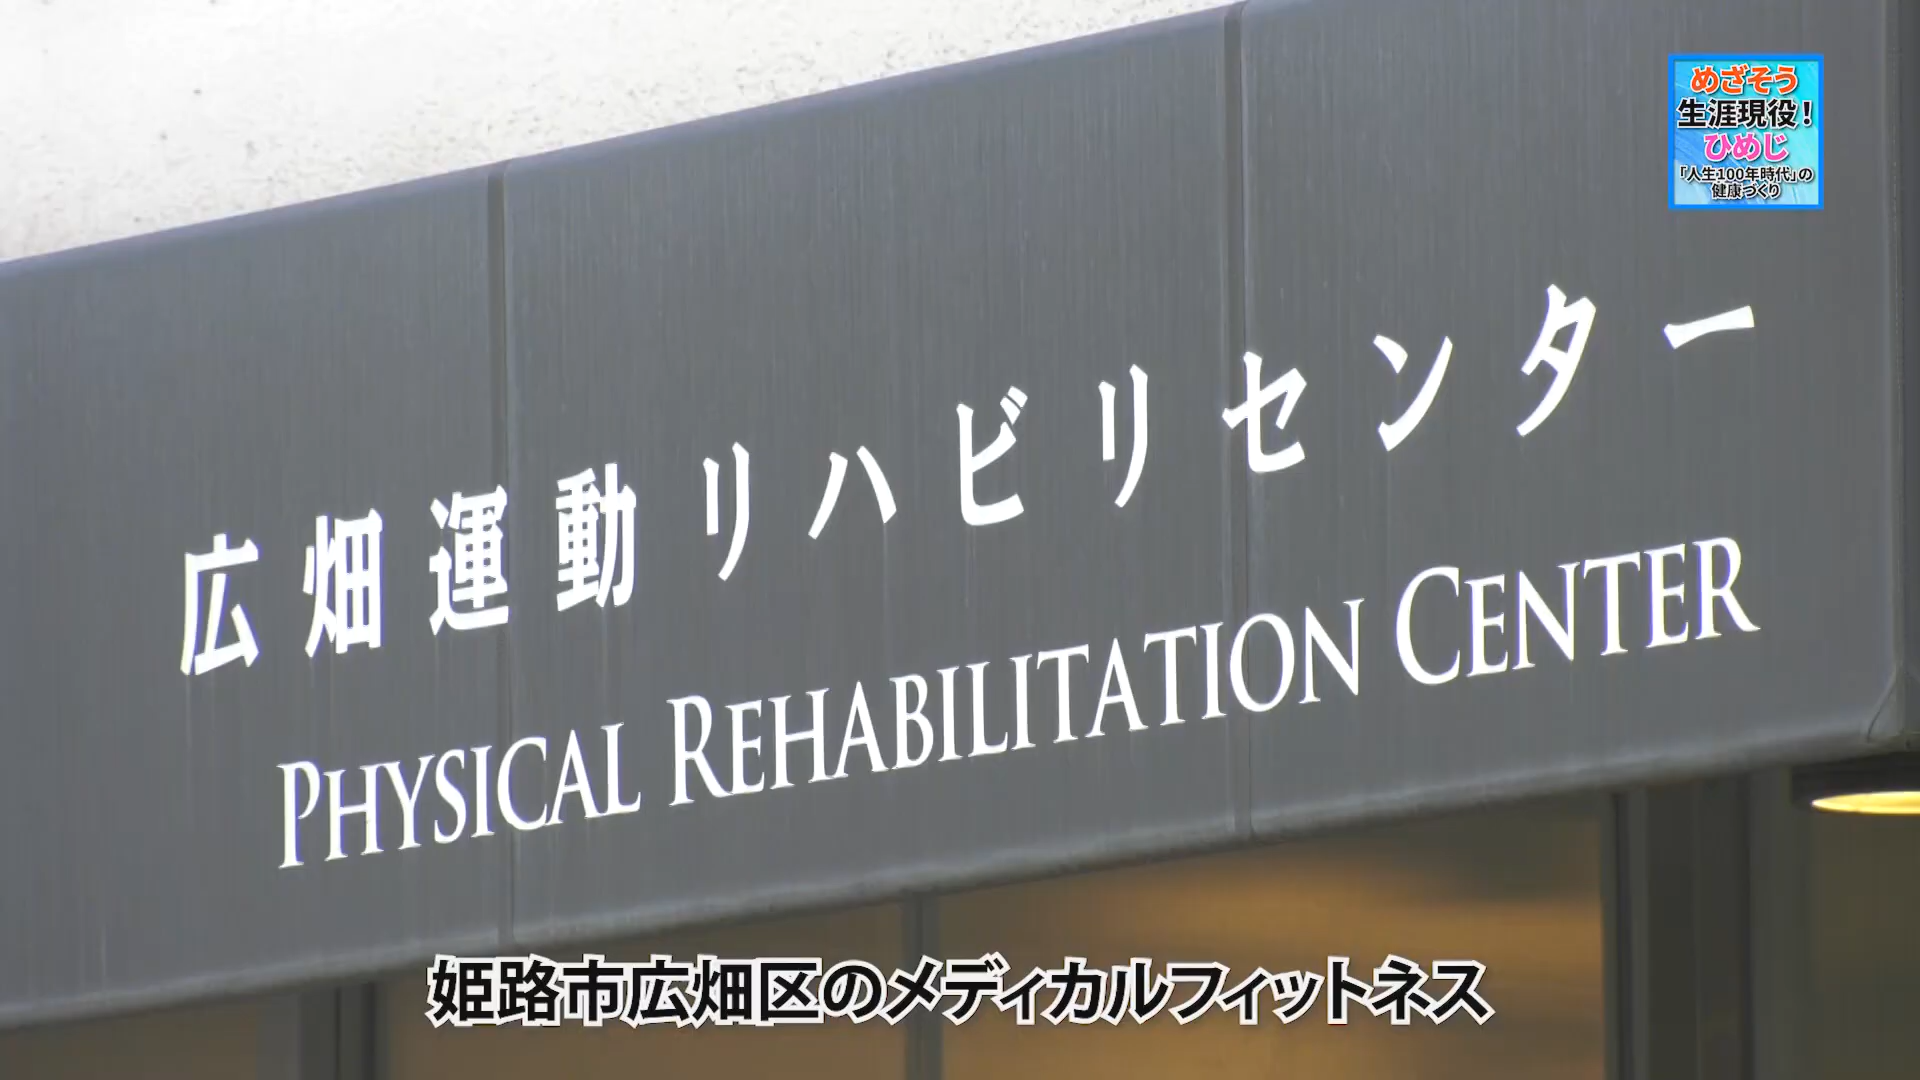 めざそう
生涯現役！
ひめじ
「人生100年時代」の
健康づくり
広畑運動リハビリセンター
PHYSICAL REHABILITATION CENTER
姫路市広畑区のメディカルフィットネス